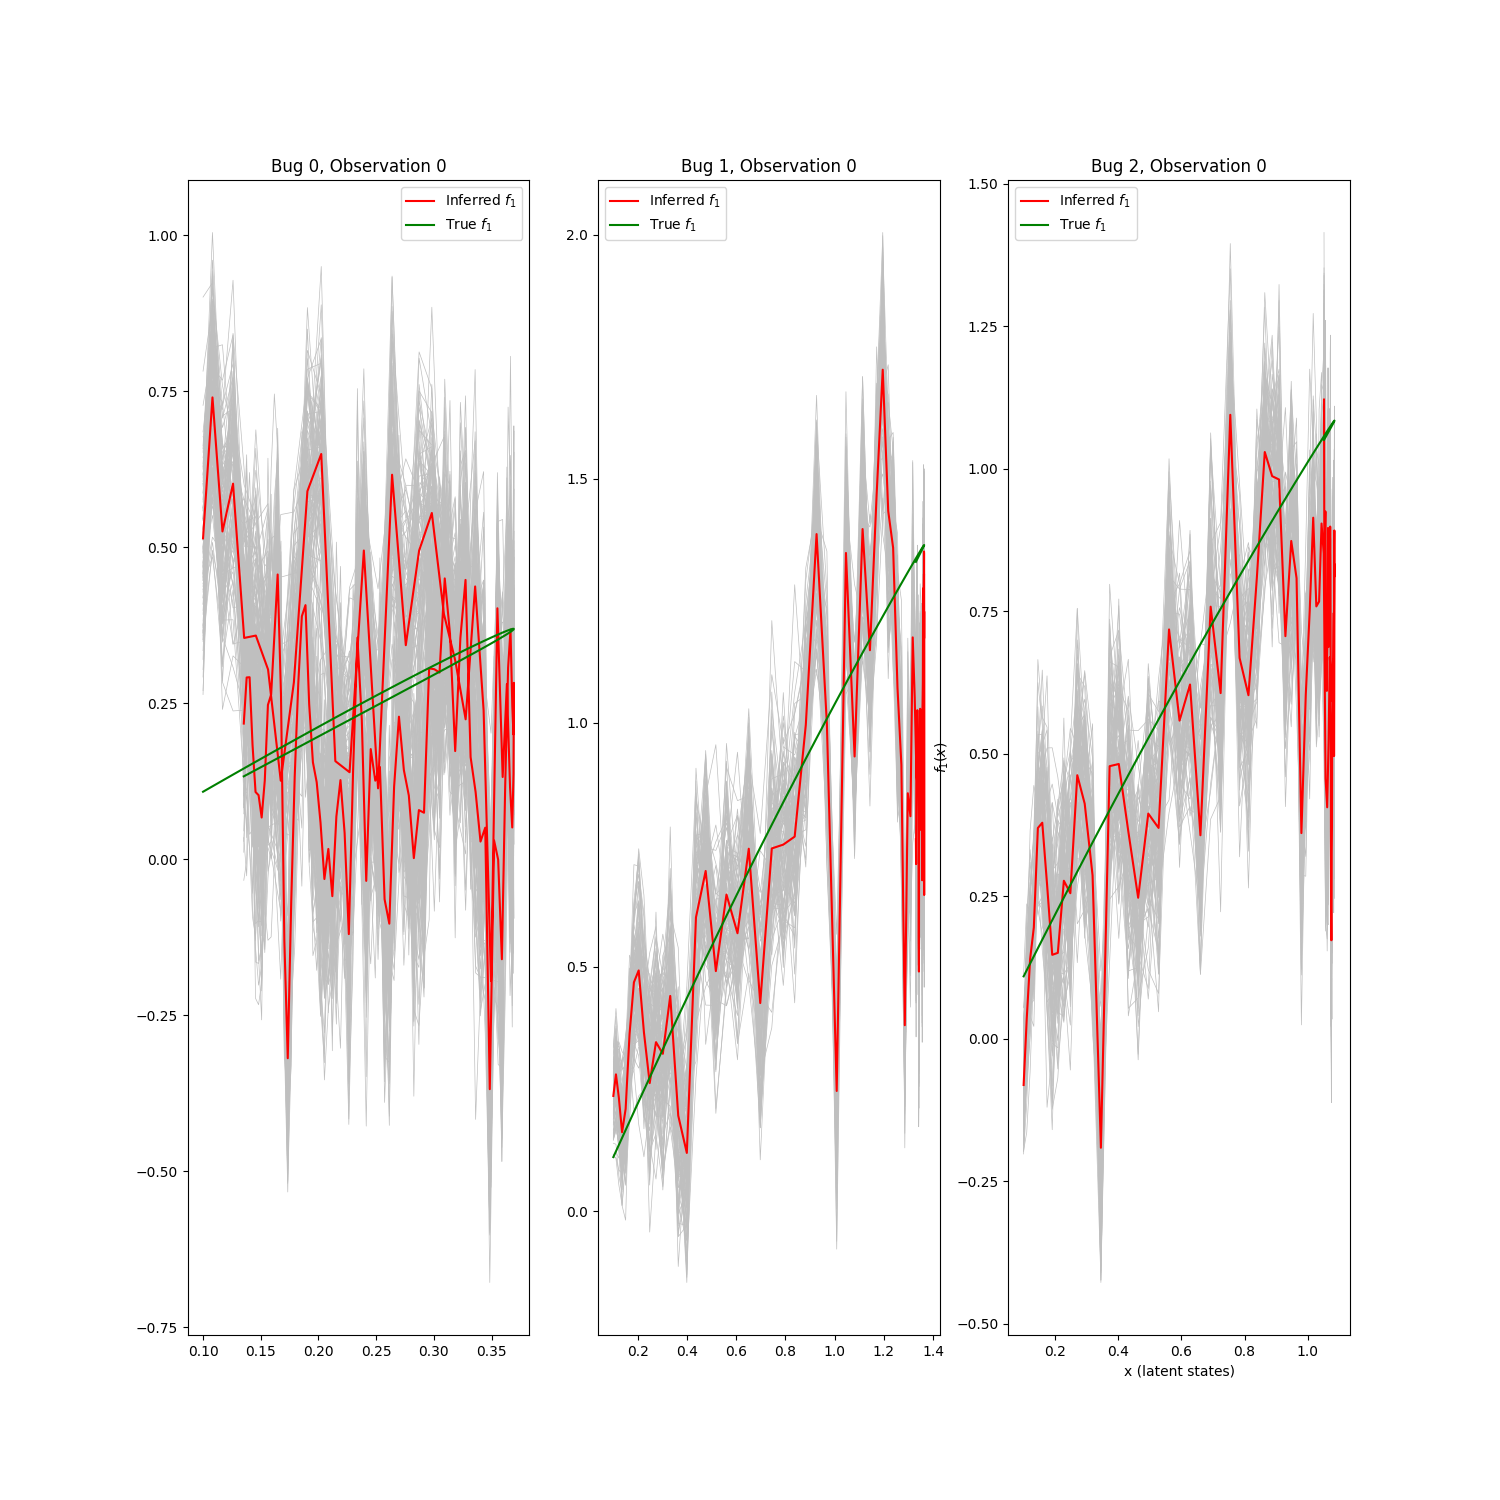 Bug 0, Observation 0
Inferred f₁
True f₁
1.00
0.75
0.50
0.25
0.00
−0.25
−0.50
−0.75
0.10 0.15 0.20 0.25 0.30 0.35
Bug 1, Observation 0
Inferred f₁
True f₁
2.0
1.5
1.0
0.5
0.0
0.2 0.4 0.6 0.8 1.0 1.2 1.4
Bug 2, Observation 0
Inferred f₁
True f₁
f₁(x)
1.50
1.25
1.00
0.75
0.50
0.25
0.00
−0.25
−0.50
0.2 0.4 0.6 0.8 1.0
x (latent states)